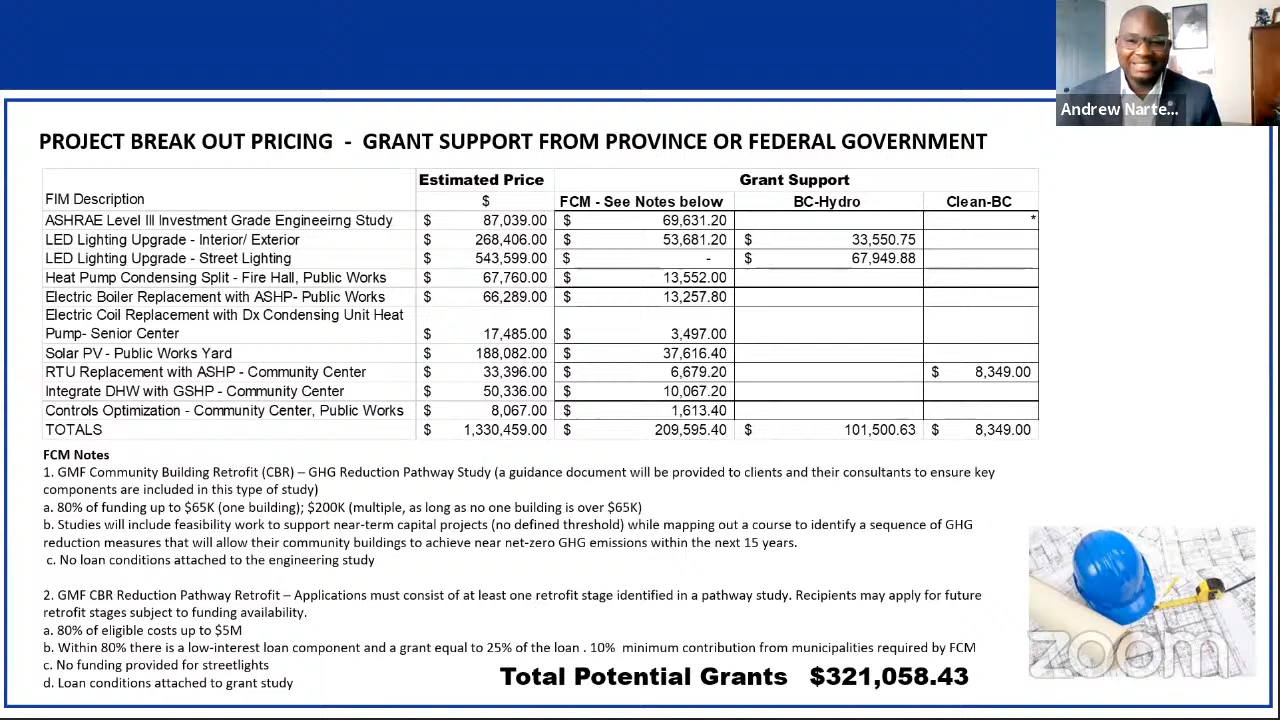 Andrew Narte...
PROJECT BREAK OUT PRICING - GRANT SUPPORT FROM PROVINCE OR FEDERAL GOVERNMENT
Estimated Price Grant Support
FIM Description $ FCM - See Notes below BC-Hydro Clean-BC
ASHRAE Level III Investment Grade Engineeirng Study $ 87,039.00 $ 69,631.20 *
LED Lighting Upgrade - Interior/ Exterior $ 268,406.00 $ 53,681.20 $ 33,550.75
LED Lighting Upgrade - Street Lighting $ 543,599.00 $ - $ 67,949.88
Heat Pump Condensing Split - Fire Hall, Public Works $ 67,760.00 $ 13,552.00
Electric Boiler Replacement with ASHP- Public Works $ 66,289.00 $ 13,257.80
Electric Coil Replacement with Dx Condensing Unit Heat
Pump- Senior Center $ 17,485.00 $ 3,497.00
Solar PV - Public Works Yard $ 188,082.00 $ 37,616.40
RTU Replacement with ASHP - Community Center $ 33,396.00 $ 6,679.20 $ 8,349.00
Integrate DHW with GSHP - Community Center $ 50,336.00 $ 10,067.20
Controls Optimization - Community Center, Public Works $ 8,067.00 $ 1,613.40
TOTALS $ 1,330,459.00 $ 209,595.40 $ 101,500.63 $ 8,349.00
FCM Notes
1. GMF Community Building Retrofit (CBR) – GHG Reduction Pathway Study (a guidance document will be provided to clients and their consultants to ensure key
components are included in this type of study)
a. 80% of funding up to $65K (one building); $200K (multiple, as long as no one building is over $65K)
b. Studies will include feasibility work to support near-term capital projects (no defined threshold) while mapping out a course to identify a sequence of GHG
reduction measures that will allow their community buildings to achieve near net-zero GHG emissions within the next 15 years.
c. No loan conditions attached to the engineering study
2. GMF CBR Reduction Pathway Retrofit – Applications must consist of at least one retrofit stage identified in a pathway study. Recipients may apply for future
retrofit stages subject to funding availability.
a. 80% of eligible costs up to $5M
b. Within 80% there is a low-interest loan component and a grant equal to 25% of the loan . 10% minimum contribution from municipalities required by FCM
c. No funding provided for streetlights
d. Loan conditions attached to grant study
Total Potential Grants $321,058.43
zoom